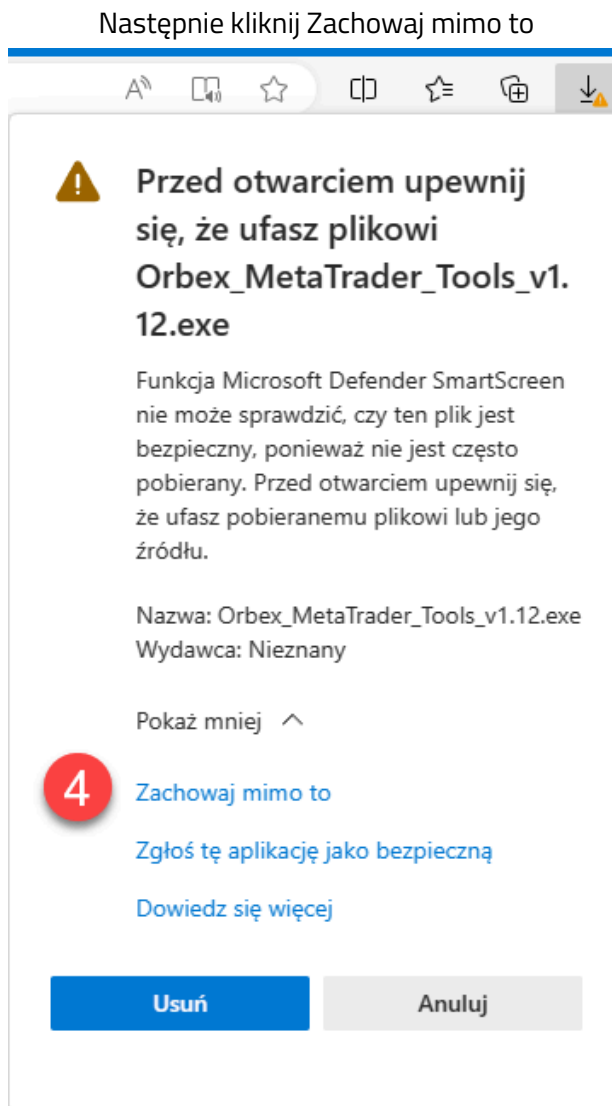 Następnie kliknij Zachowaj mimo to
Przed otwarciem upewnij
się, że ufasz plikowi
Orbex_MetaTrader_Tools_v1.
12.exe
Funkcja Microsoft Defender SmartScreen
nie może sprawdzić, czy ten plik jest
bezpieczny, ponieważ nie jest często
pobierany. Przed otwarciem upewnij się,
że ufasz pobieranemu plikowi lub jego
źródłu.
Nazwa: Orbex_MetaTrader_Tools_v1.12.exe
Wydawca: Nieznany
Pokaż mniej
4
Zachowaj mimo to
Zgłoś tę aplikację jako bezpieczną
Dowiedz się więcej
Usuń
Anuluj